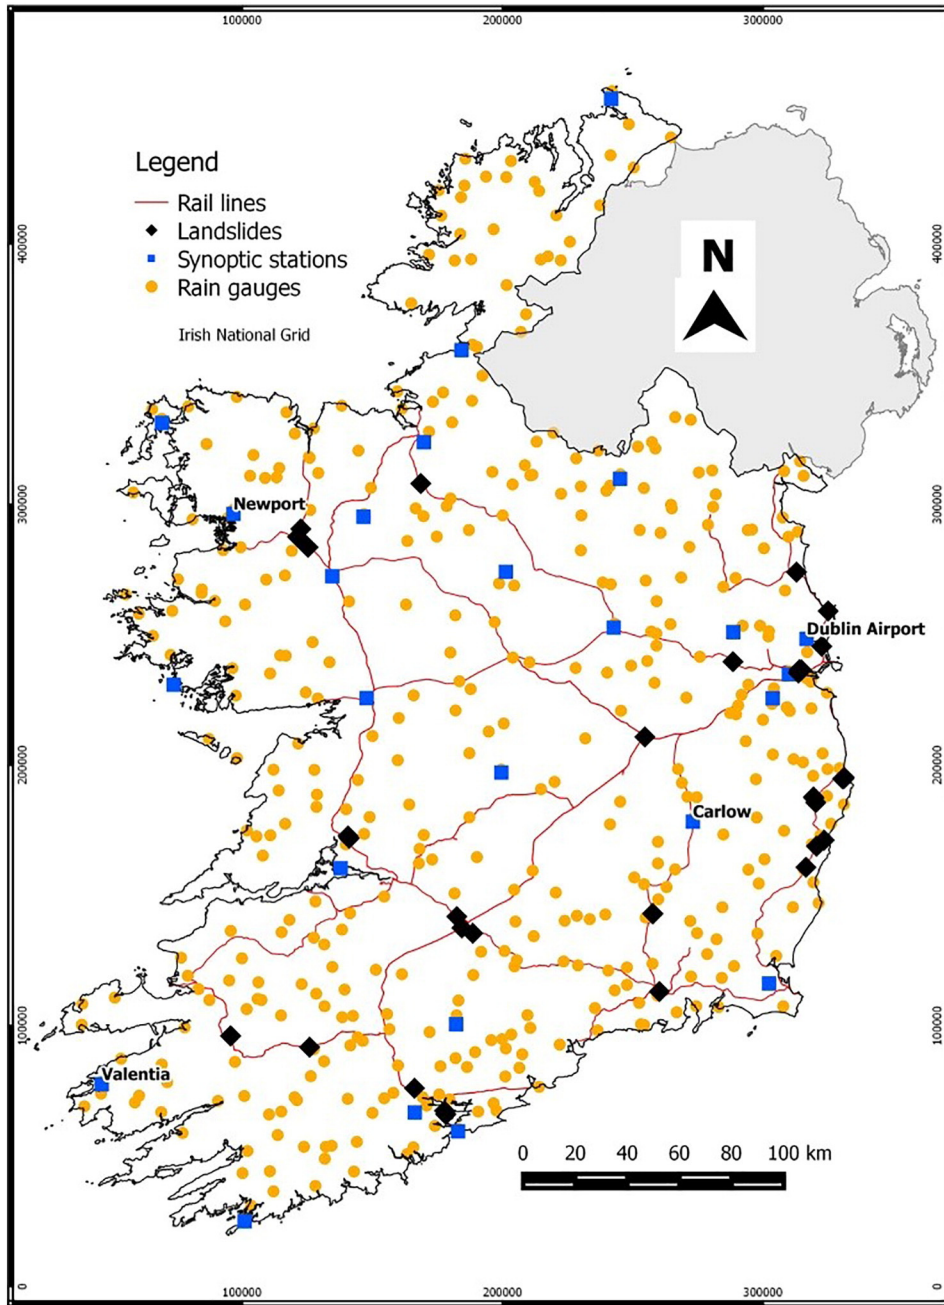 100000 200000 300000
Legend
Rail lines
Landslides
Synoptic stations
Rain gauges
Irish National Grid
N
400000 400000
Newport
300000 300000
Dublin Airport
200000 200000
Carlow
100000 100000
Valentia
0 20 40 60 80 100 km
0 0
100000 200000 300000